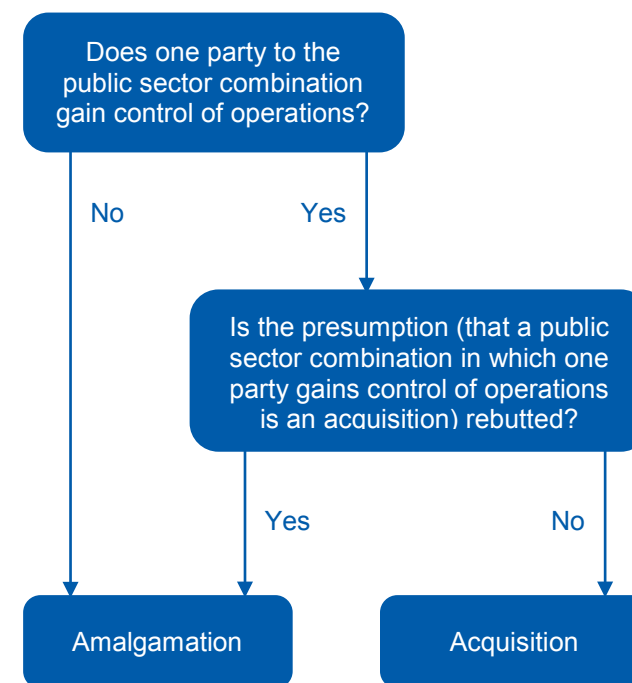 Does one party to the
public sector combination
gain control of operations?
No
Yes
Is the presumption (that a public
sector combination in which one
party gains control of operations
is an acquisition) rebutted?
Yes
No
Amalgamation
Acquisition